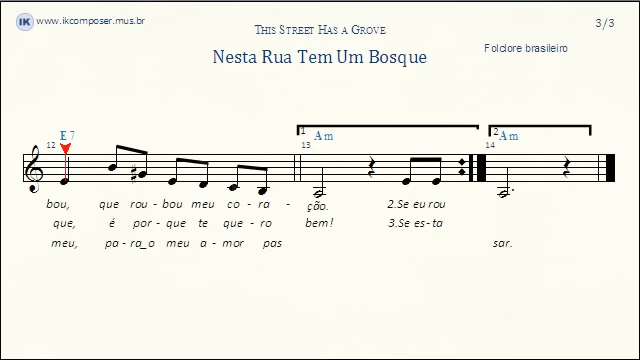 IK www.ikcomposer.mus.br 3/3
This Street Has a Grove
Nesta Rua Tem Um Bosque
Folclore brasileiro
1 2
E 7 Am Am
12 13 14
bou, que rou - bou meu co - ra - ção. 2.Se eu rou
que, é por - que te que - ro bem! 3.Se es - ta
meu, pa - ra_o meu a - mor pas sar.